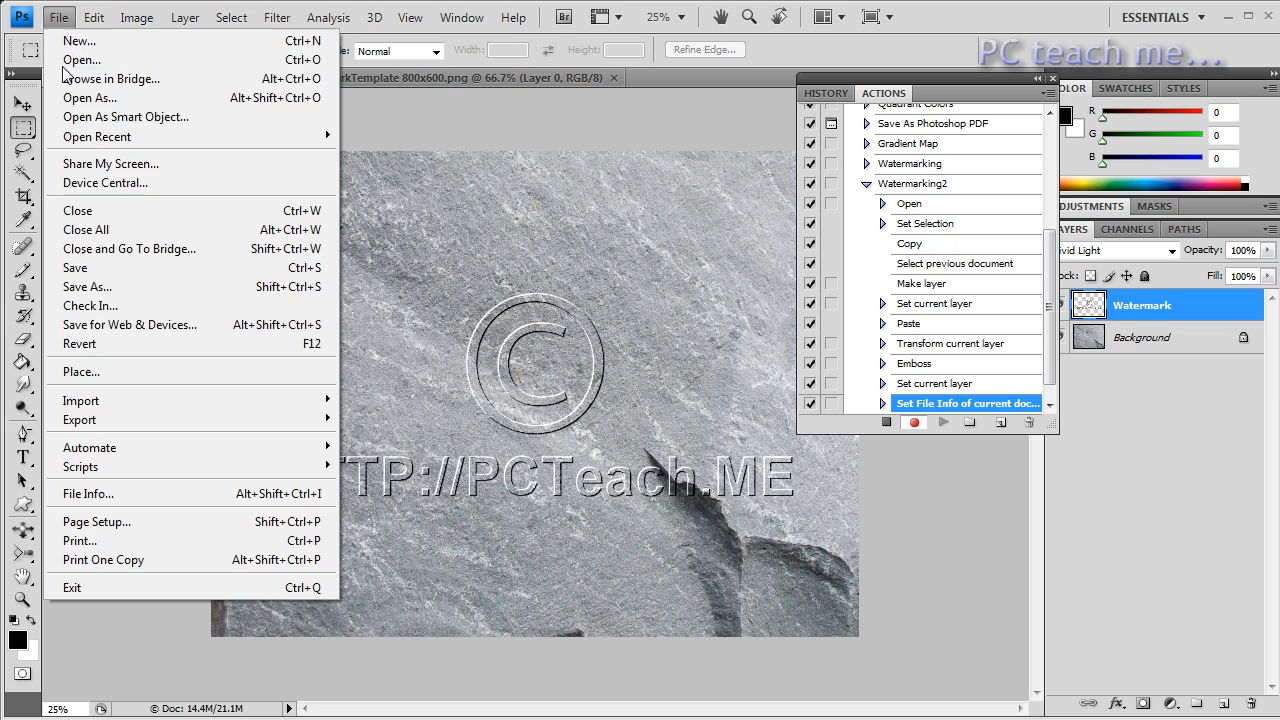 Ps File Edit Image Layer Select Filter Analysis 3D View Window Help Br 25% ESSENTIALS
Normal Width: Height: Refine Edge...
PC teach me...
arkTemplate 800x600.png @ 66.7% (Layer 0, RGB/8)
New... Ctrl+N
Open... Ctrl+O
Browse in Bridge... Alt+Ctrl+O
Open As... Alt+Shift+Ctrl+O
Open As Smart Object...
Open Recent
Share My Screen...
Device Central...
Close Ctrl+W
Close All Alt+Ctrl+W
Close and Go To Bridge... Shift+Ctrl+W
Save Ctrl+S
Save As... Shift+Ctrl+S
Check In...
Save for Web & Devices... Alt+Shift+Ctrl+S
Revert F12
Place...
Import
Export
Automate
Scripts
File Info... Alt+Shift+Ctrl+I
Page Setup... Shift+Ctrl+P
Print... Ctrl+P
Print One Copy Alt+Shift+Ctrl+P
Exit Ctrl+Q
©
TTP://PCTeach.ME
HISTORY ACTIONS
Quadrant Colors
Save As Photoshop PDF
Gradient Map
Watermarking
Watermarking2
Open
Set Selection
Copy
Select previous document
Make layer
Set current layer
Paste
Transform current layer
Emboss
Set current layer
Set File Info of current doc...
OLOR SWATCHES STYLES
R 0
G 0
B 0
DJUSTMENTS MASKS
AYERS CHANNELS PATHS
vid Light Opacity: 100%
ock: Fill: 100%
Watermark
Background
25% © Doc: 14.4M/21.1M